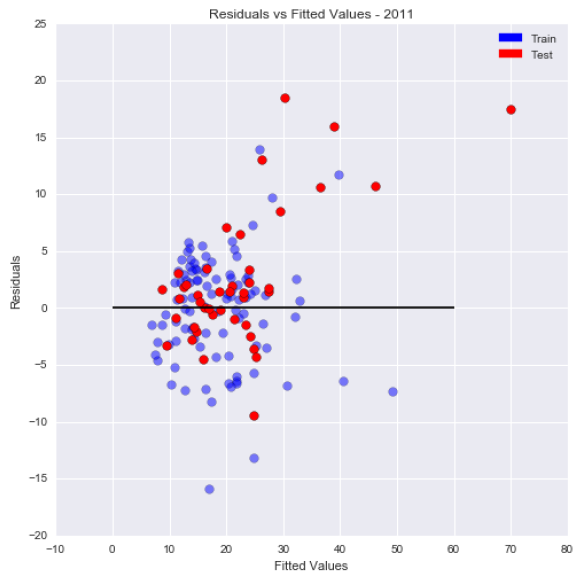 Residuals vs Fitted Values - 2011
Train
Test
25
20
15
10
5
0
−5
−10
−15
−20
Residuals
−10 0 10 20 30 40 50 60 70 80
Fitted Values